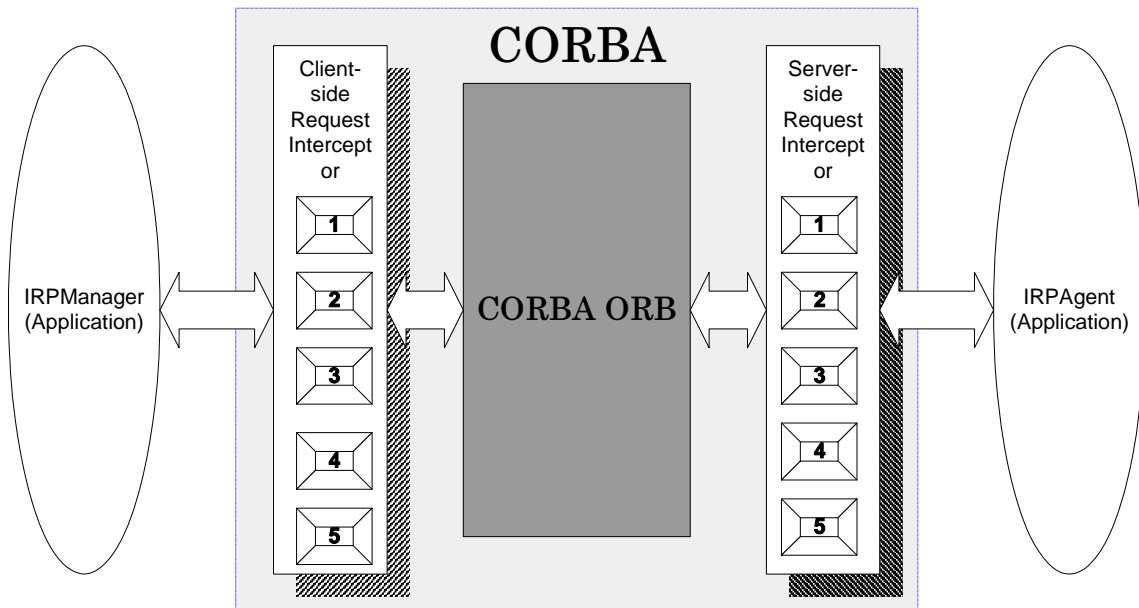 CORBA
IRPManager
(Application)
Client-
side
Request
Intercept
or
1
2
3
4
5
CORBA ORB
Server-
side
Request
Intercept
or
1
2
3
4
5
IRPAgent
(Application)